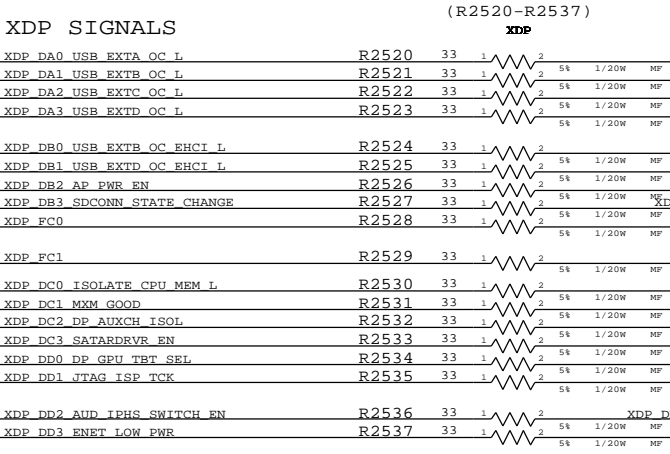 (R2520-R2537)
XDP SIGNALS
XDP
XDP_DA0_USB_EXTA_OC_L R2520 33 1 2
5% 1/20W MF
XDP_DA1_USB_EXTB_OC_L R2521 33 1 2
5% 1/20W MF
XDP_DA2_USB_EXTC_OC_L R2522 33 1 2
5% 1/20W MF
XDP_DA3_USB_EXTD_OC_L R2523 33 1 2
5% 1/20W MF
XDP_DB0_USB_EXTB_OC_EHCI_L R2524 33 1 2
5% 1/20W MF
XDP_DB1_USB_EXTD_OC_EHCI_L R2525 33 1 2
5% 1/20W MF
XDP_DB2_AP_PWR_EN R2526 33 1 2
5% 1/20W MF
XDP_DB3_SDCONN_STATE_CHANGE R2527 33 1 2 XD
5% 1/20W MF
XDP_FC0 R2528 33 1 2
5% 1/20W MF
XDP_FC1 R2529 33 1 2
5% 1/20W MF
XDP_DC0_ISOLATE_CPU_MEM_L R2530 33 1 2
5% 1/20W MF
XDP_DC1_MXM_GOOD R2531 33 1 2
5% 1/20W MF
XDP_DC2_DP_AUXCH_ISOL R2532 33 1 2
5% 1/20W MF
XDP_DC3_SATARDRVR_EN R2533 33 1 2
5% 1/20W MF
XDP_DD0_DP_GPU_TBT_SEL R2534 33 1 2
5% 1/20W MF
XDP_DD1_JTAG_ISP_TCK R2535 33 1 2
5% 1/20W MF
XDP_DD2_AUD_IPHS_SWITCH_EN R2536 33 1 2 XDP_D
5% 1/20W MF
XDP_DD3_ENET_LOW_PWR R2537 33 1 2
5% 1/20W MF